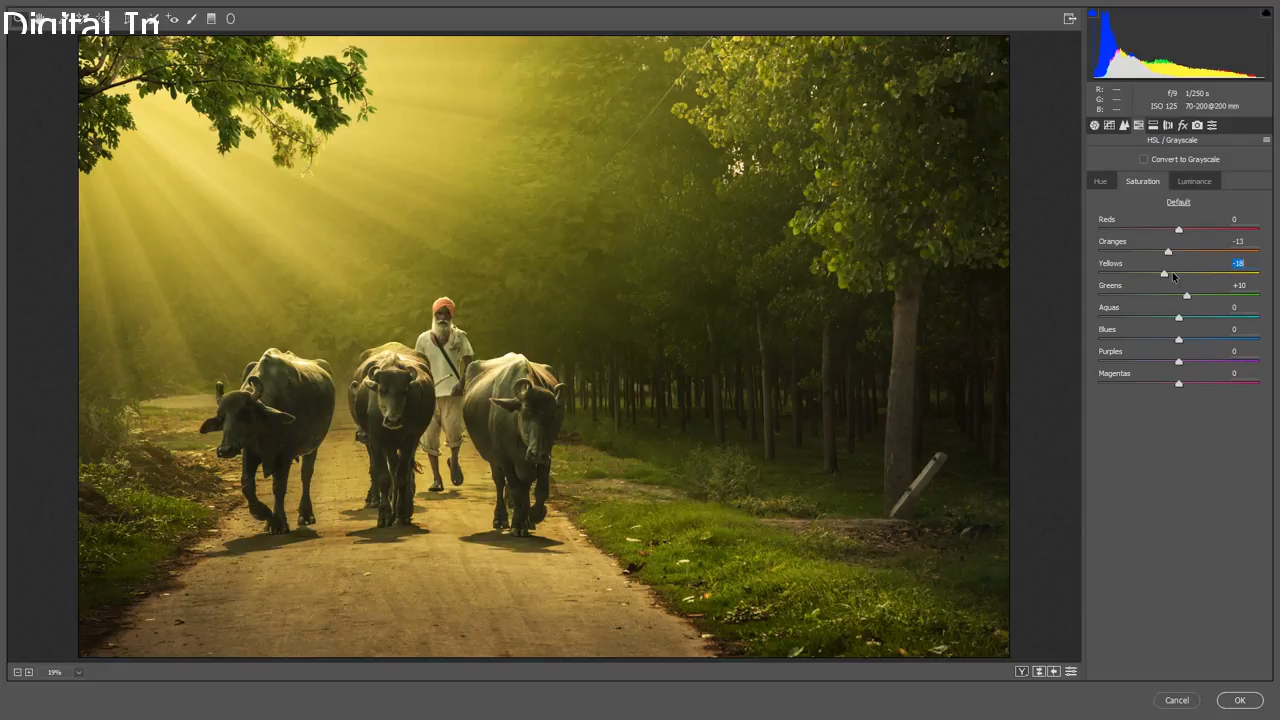 Digital In
R: ---
G: ---
B: ---
f/9 1/250 s
ISO 125 70-200@200 mm
fx
HSL / Grayscale
Convert to Grayscale
Hue Saturation Luminance
Default
Reds 0
Oranges -13
Yellows -18
Greens +10
Aquas 0
Blues 0
Purples 0
Magentas 0
19%
Y
Cancel OK